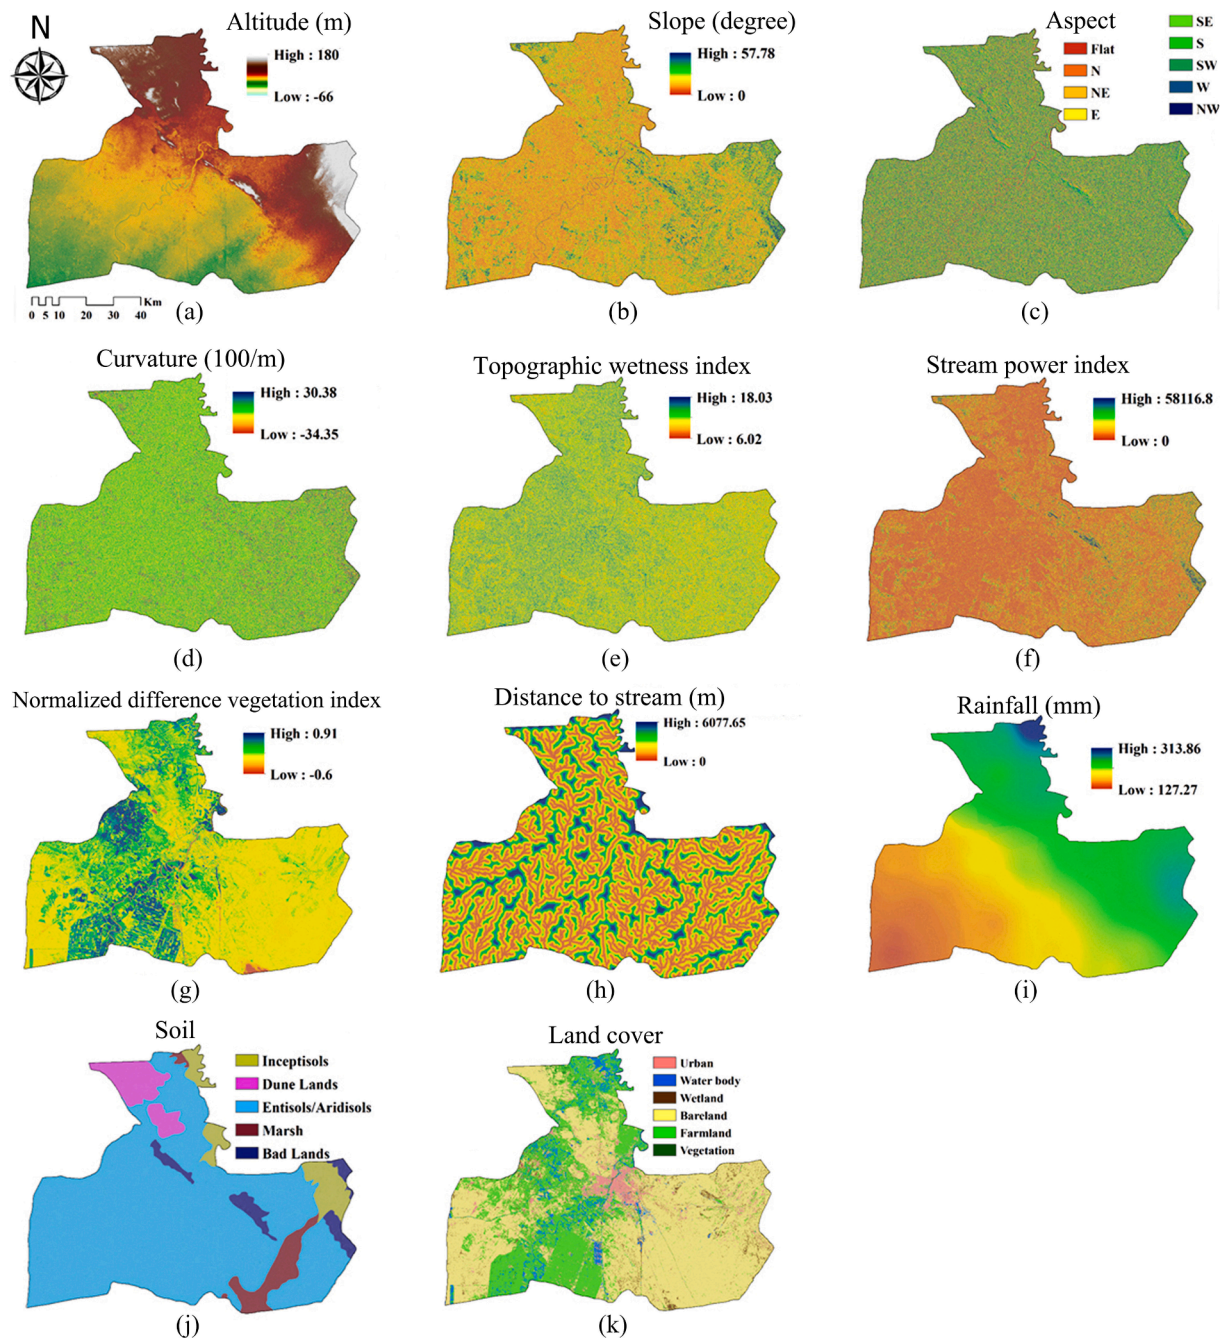 N
Altitude (m)
High : 180
Low : -66
0 5 10 20 30 40 Km
(a)
Slope (degree)
High : 57.78
Low : 0
(b)
Aspect
Flat
N
NE
E
SE
S
SW
W
NW
(c)
Curvature (100/m)
High : 30.38
Low : -34.35
(d)
Topographic wetness index
High : 18.03
Low : 6.02
(e)
Stream power index
High : 58116.8
Low : 0
(f)
Normalized difference vegetation index
High : 0.91
Low : -0.6
(g)
Distance to stream (m)
High : 6077.65
Low : 0
(h)
Rainfall (mm)
High : 313.86
Low : 127.27
(i)
Soil
Inceptisols
Dune Lands
Entisols/Aridisols
Marsh
Bad Lands
(j)
Land cover
Urban
Water body
Wetland
Bareland
Farmland
Vegetation
(k)